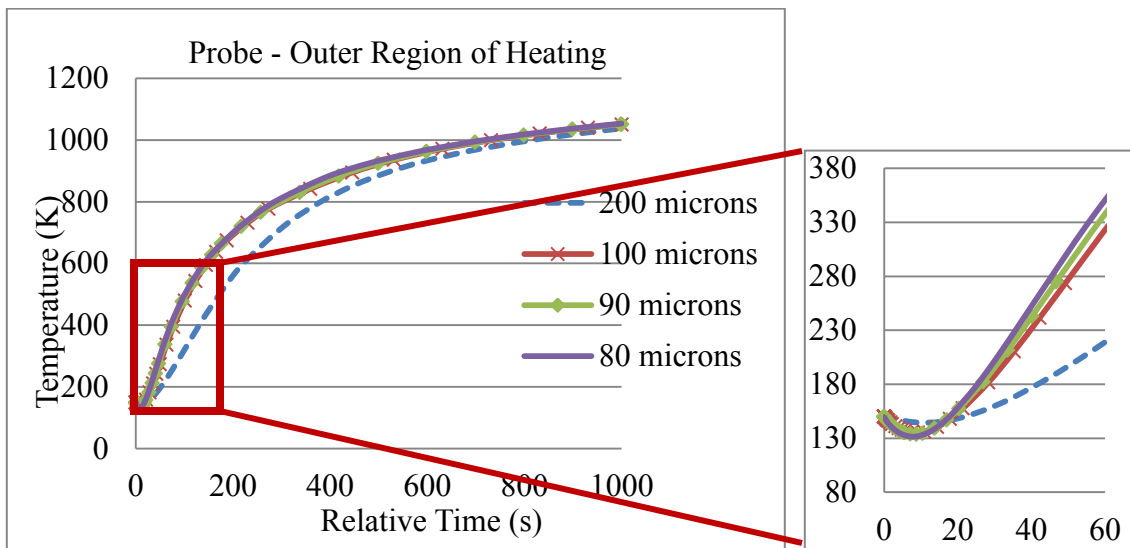 Probe - Outer Region of Heating
1200
1000
800
600
400
200
0
Temperature (K)
0 200 400 600 800 1000
Relative Time (s)
200 microns
100 microns
90 microns
80 microns
380
330
280
230
180
130
80
0 20 40 60